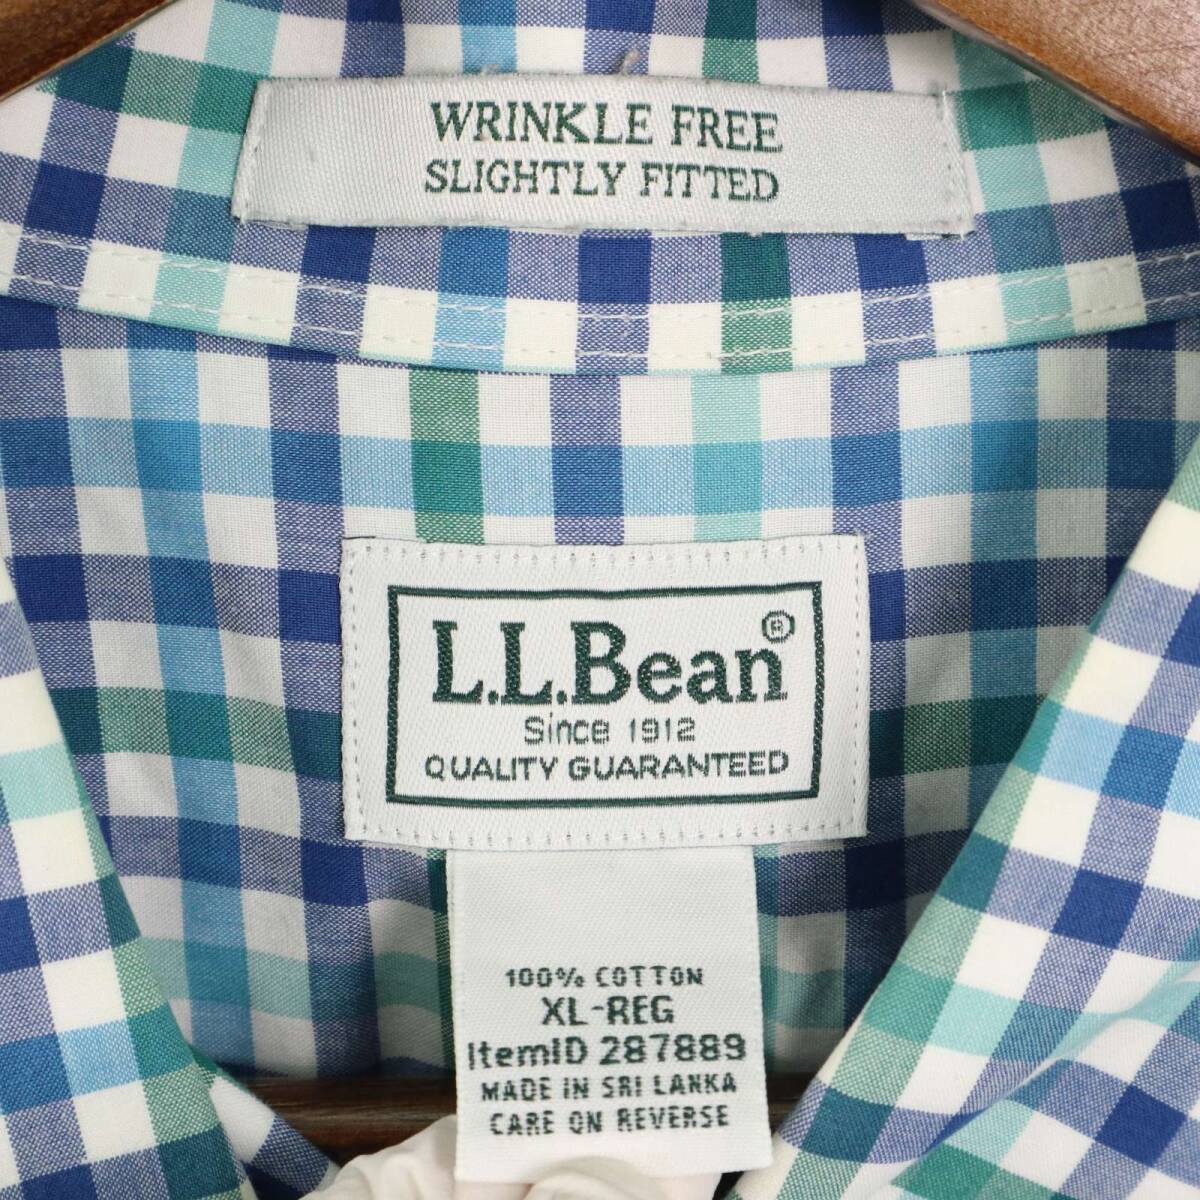 WRINKLE FREE
SLIGHTLY FITTED
L.L.Bean®
Since 1912
QUALITY GUARANTEED
100% COTTON
XL-REG
ItemID 287889
MADE IN SRI LANKA
CARE ON REVERSE